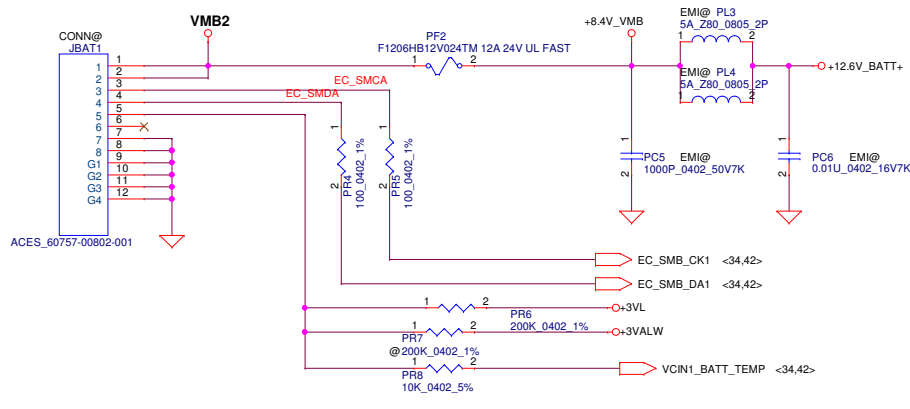 VMB2
CONN@
JBAT1
1
2
3
4
5
6
7
8
G1
G2
G3
G4
1
2
3
4
5
6
7
8
9
10
11
12
ACES_60757-00802-001
EC_SMCA
EC_SMDA
PF2
F1206HB12V024TM 12A 24V UL FAST
1
2
+8.4V_VMB
EMI@ PL3
5A_Z80_0805_2P
1
2
EMI@ PL4
5A_Z80_0805_2P
1
2
+12.6V_BATT+
1
2
PR4
100_0402_1%
1
2
PR5
100_0402_1%
1
2
PC5 EMI@
1000P_0402_50V7K
1
2
PC6 EMI@
0.01U_0402_16V7K
EC_SMB_CK1 <34,42>
EC_SMB_DA1 <34,42>
1
2
+3VL
PR6
200K_0402_1%
1
2
+3VALW
PR7
@200K_0402_1%
1
2
VCIN1_BATT_TEMP <34,42>
PR8
10K_0402_5%